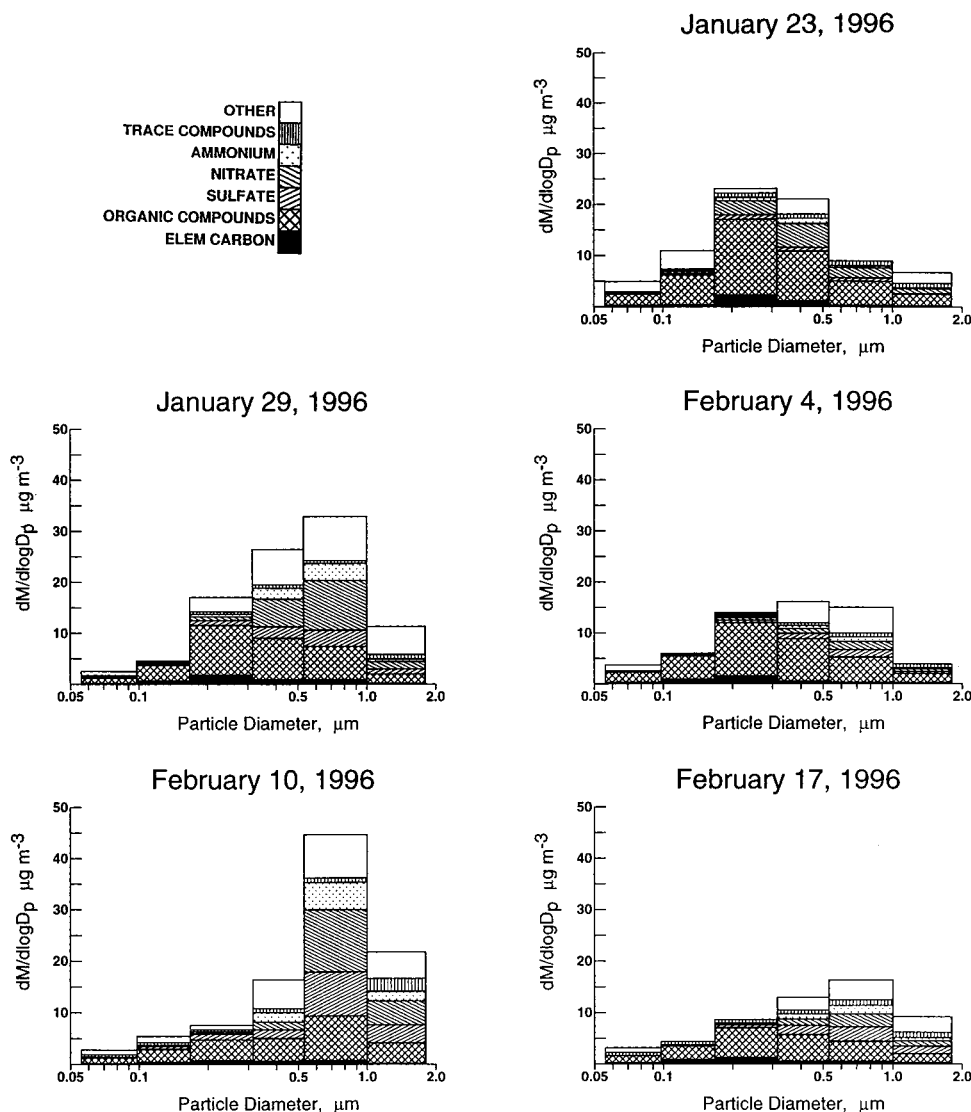 January 23, 1996
OTHER
TRACE COMPOUNDS
AMMONIUM
NITRATE
SULFATE
ORGANIC COMPOUNDS
ELEM CARBON
dM/dlogDp μg m-3
50
40
30
20
10
0.05 0.1 0.5 1.0 2.0
Particle Diameter, μm
January 29, 1996
dM/dlogDp μg m-3
50
40
30
20
10
0.05 0.1 0.5 1.0 2.0
Particle Diameter, μm
February 4, 1996
dM/dlogDp μg m-3
50
40
30
20
10
0.05 0.1 0.5 1.0 2.0
Particle Diameter, μm
February 10, 1996
dM/dlogDp μg m-3
50
40
30
20
10
0.05 0.1 0.5 1.0 2.0
Particle Diameter, μm
February 17, 1996
dM/dlogDp μg m-3
50
40
30
20
10
0.05 0.1 0.5 1.0 2.0
Particle Diameter, μm